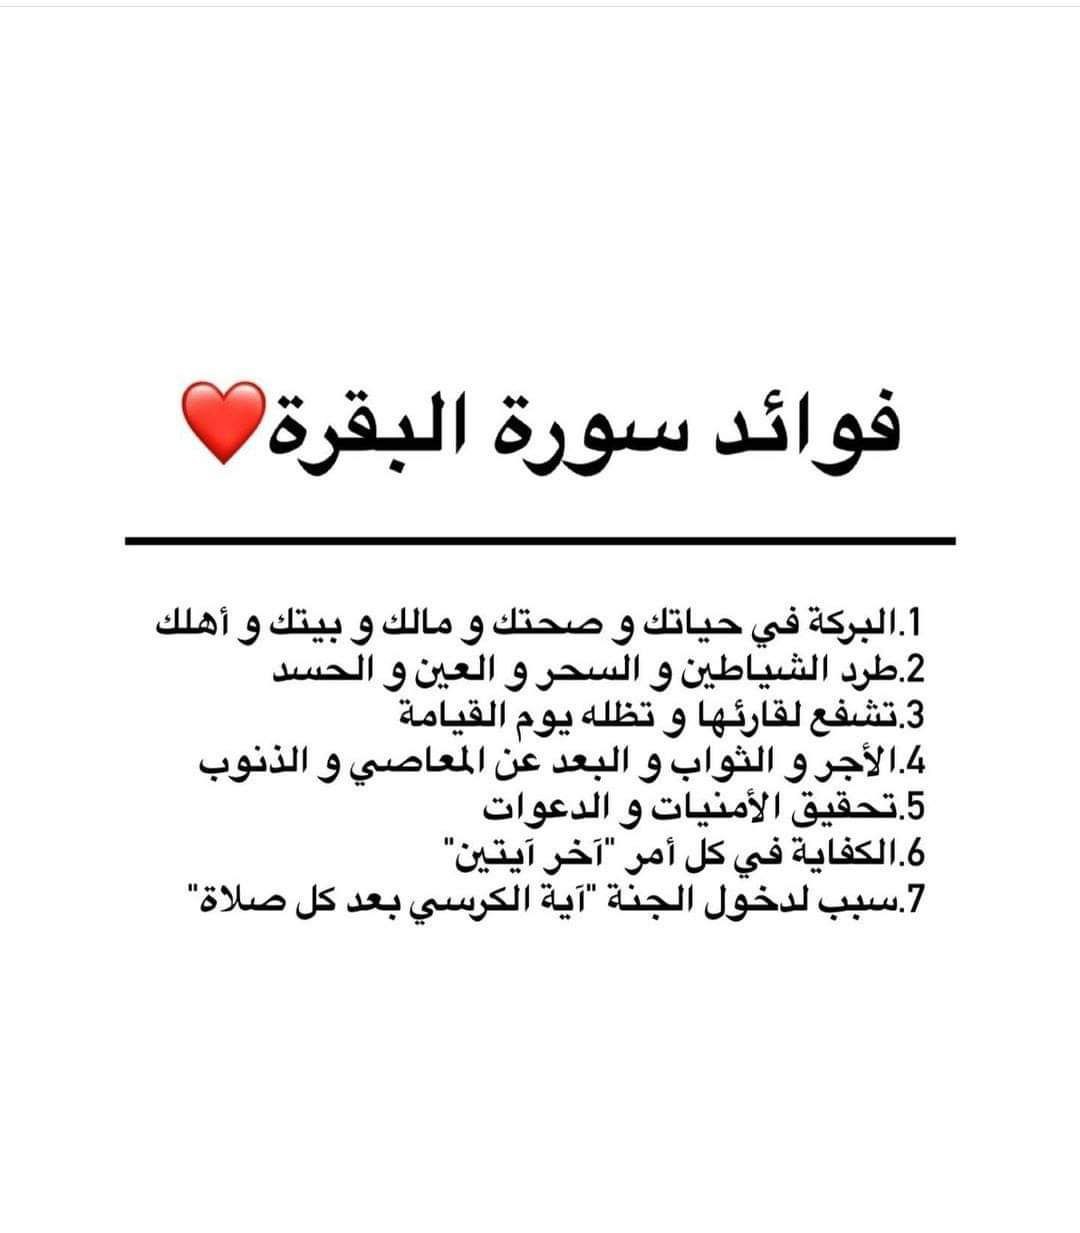 فوائد سورة البقرة❤️
1.البركة في حياتك و صحتك و مالك و بيتك و أهلك
2.طرد الشياطين و السحر و العين و الحسد
3.تشفع لقارئها و تظله يوم القيامة
4.الأجر و الثواب و البعد عن المعاصي و الذنوب
5.تحقيق الأمنيات و الدعوات
6.الكفاية في كل أمر "آخر آيتين"
7.سبب لدخول الجنة "آية الكرسي بعد كل صلاة"